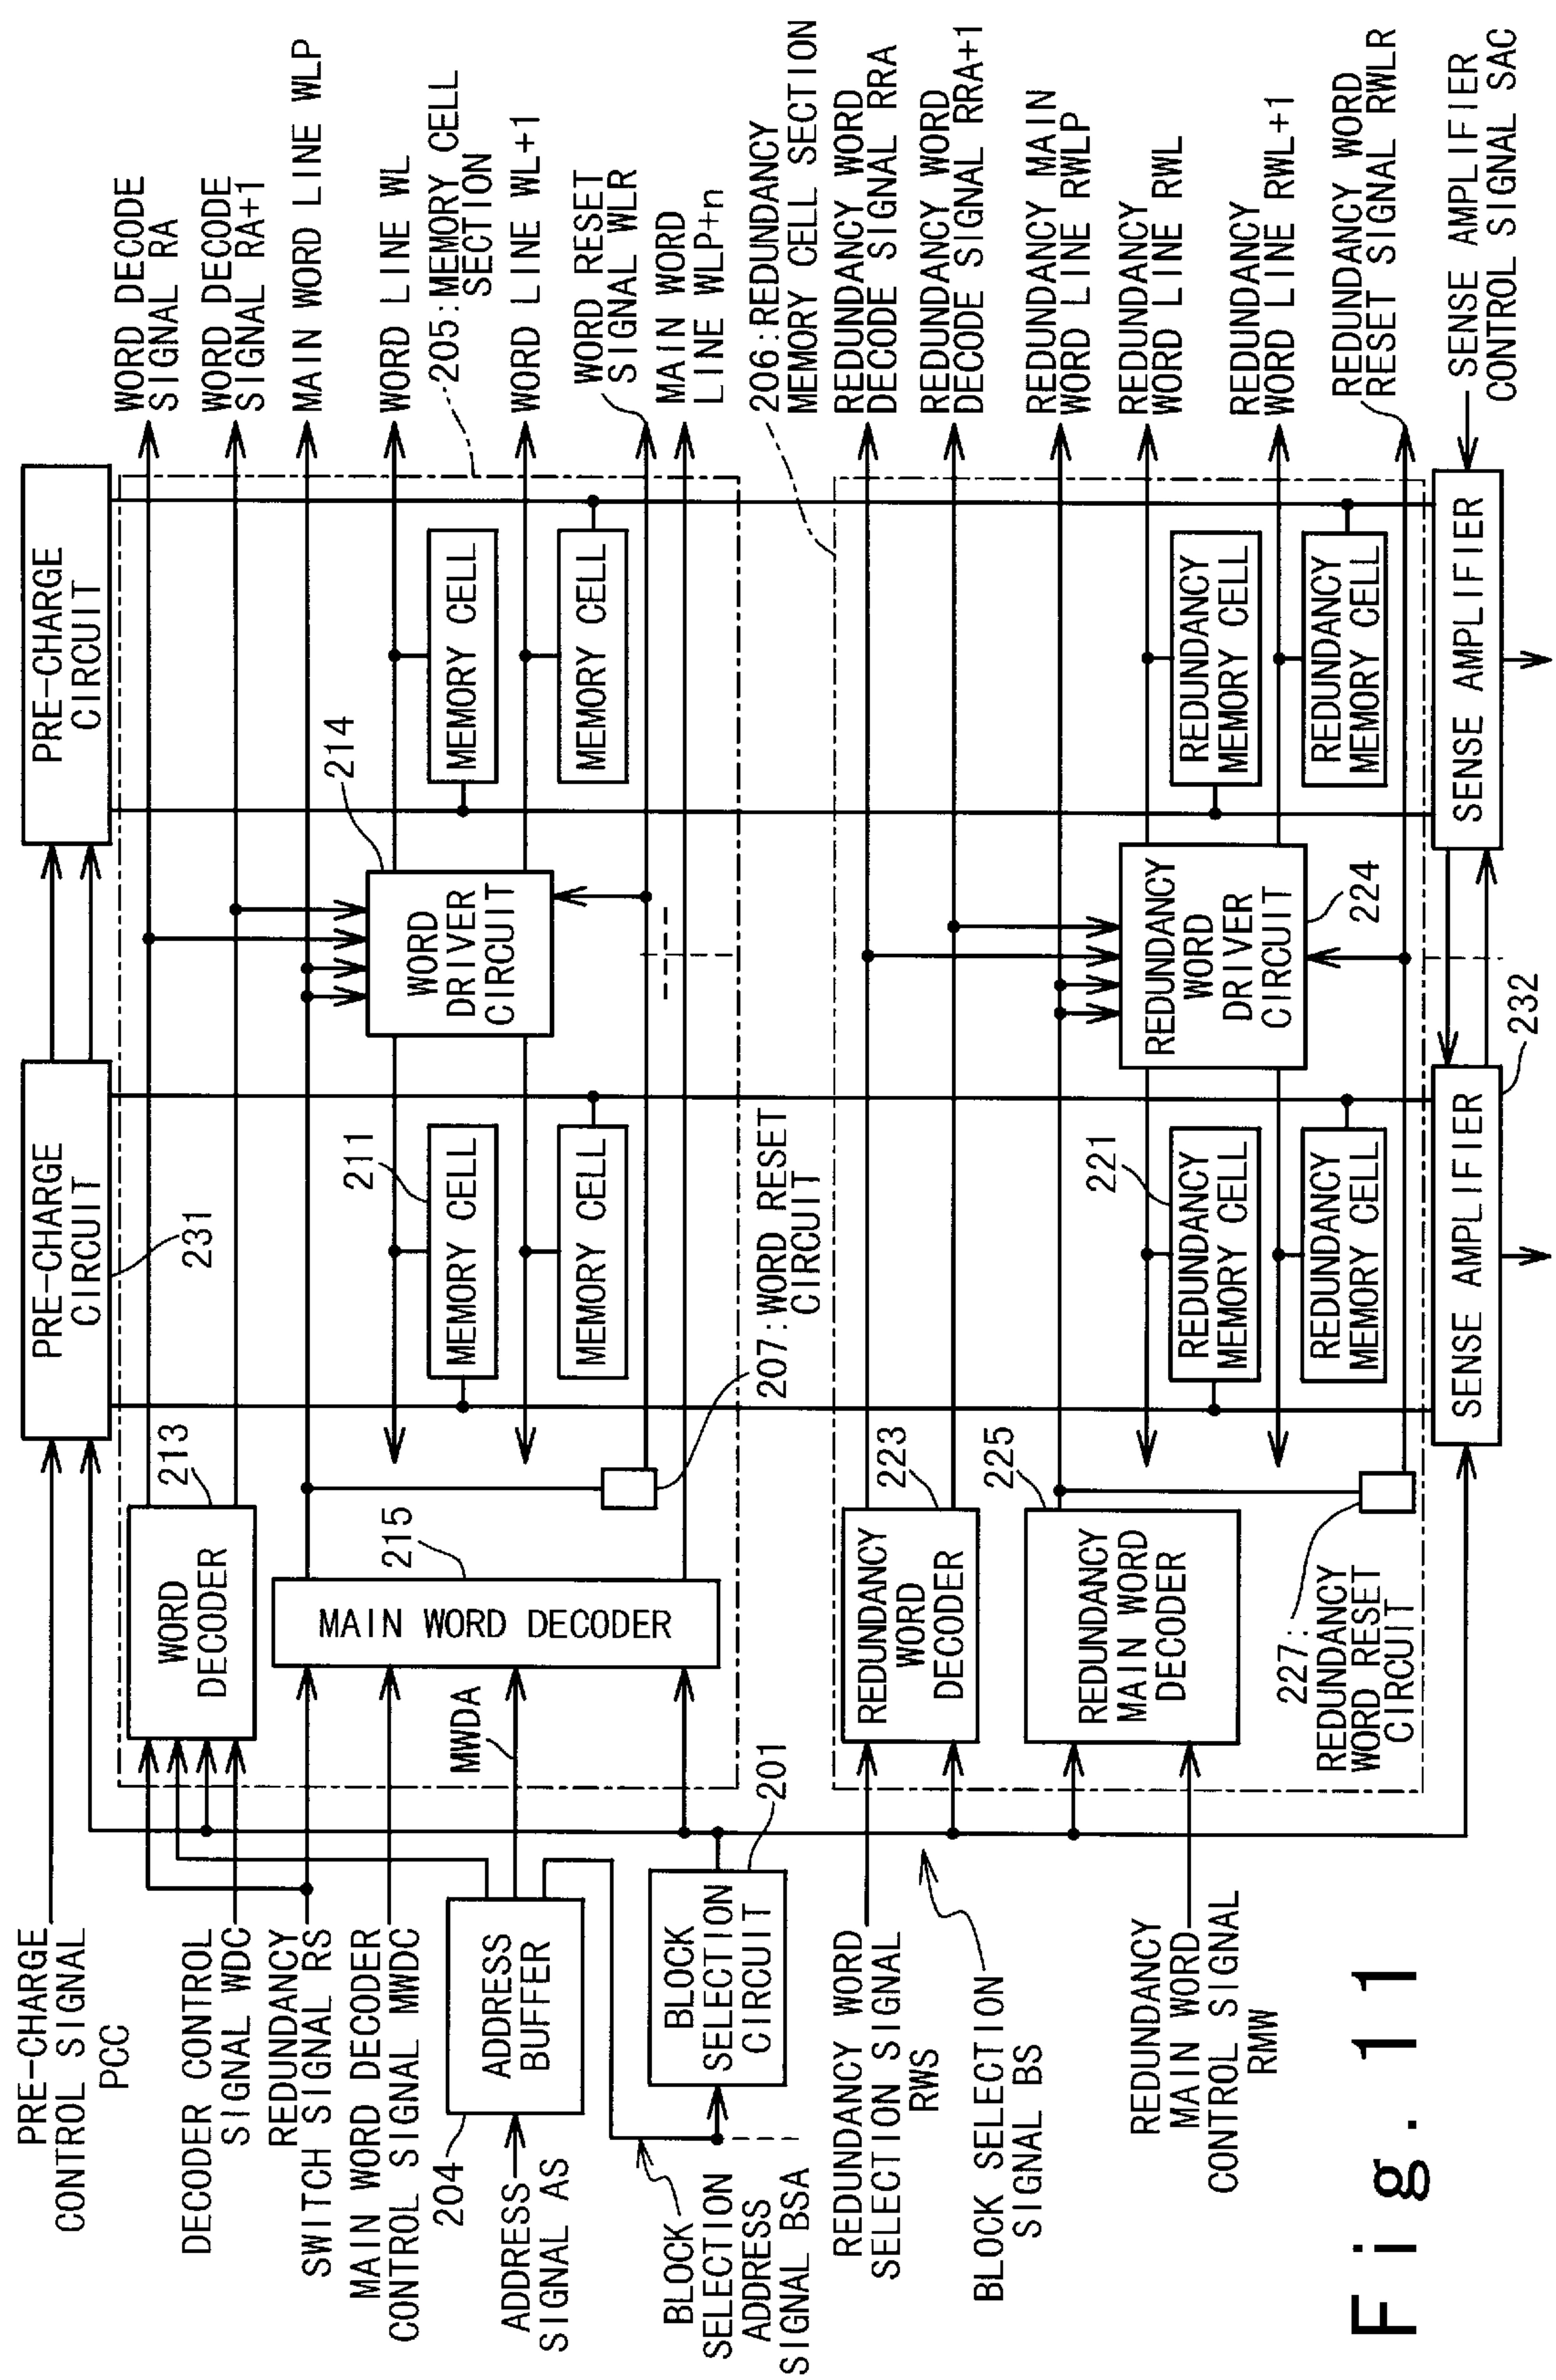 PRE-CHARGE
CONTROL SIGNAL
PCC
DECODER CONTROL
SIGNAL WDC
REDUNDANCY
SWITCH SIGNAL RS
MAIN WORD DECODER
CONTROL SIGNAL MWDC
204
ADDRESS
SIGNAL AS
ADDRESS
BUFFER
BLOCK
SELECTION
ADDRESS
SIGNAL BSA
BLOCK
SELECTION
CIRCUIT
201
MWDA
REDUNDANCY WORD
SELECTION SIGNAL
RWS
BLOCK SELECTION
SIGNAL BS
REDUNDANCY
MAIN WORD
CONTROL SIGNAL
RMW
WORD
DECODER
213
MAIN WORD DECODER
215
207:WORD RESET
CIRCUIT
REDUNDANCY
WORD
DECODER
223
REDUNDANCY
MAIN WORD
DECODER
225
227:
REDUNDANCY
WORD RESET
CIRCUIT
PRE-CHARGE
CIRCUIT
231
MEMORY CELL
211
MEMORY CELL
REDUNDANCY
MEMORY CELL
221
REDUNDANCY
MEMORY CELL
SENSE AMPLIFIER
232
WORD
DRIVER
CIRCUIT
214
REDUNDANCY
WORD
DRIVER
CIRCUIT
224
PRE-CHARGE
CIRCUIT
MEMORY CELL
MEMORY CELL
REDUNDANCY
MEMORY CELL
REDUNDANCY
MEMORY CELL
SENSE AMPLIFIER
WORD DECODE
SIGNAL RA
WORD DECODE
SIGNAL RA+1
MAIN WORD LINE WLP
WORD LINE WL
205:MEMORY CELL
SECTION
WORD LINE WL+1
WORD RESET
SIGNAL WLR
MAIN WORD
LINE WLP+n
206:REDUNDANCY
MEMORY CELL SECTION
REDUNDANCY WORD
DECODE SIGNAL RRA
REDUNDANCY WORD
DECODE SIGNAL RRA+1
REDUNDANCY MAIN
WORD LINE RWLP
REDUNDANCY
WORD LINE RWL
REDUNDANCY
WORD LINE RWL+1
REDUNDANCY WORD
RESET SIGNAL RWLR
SENSE AMPLIFIER
CONTROL SIGNAL SAC
Fig. 11